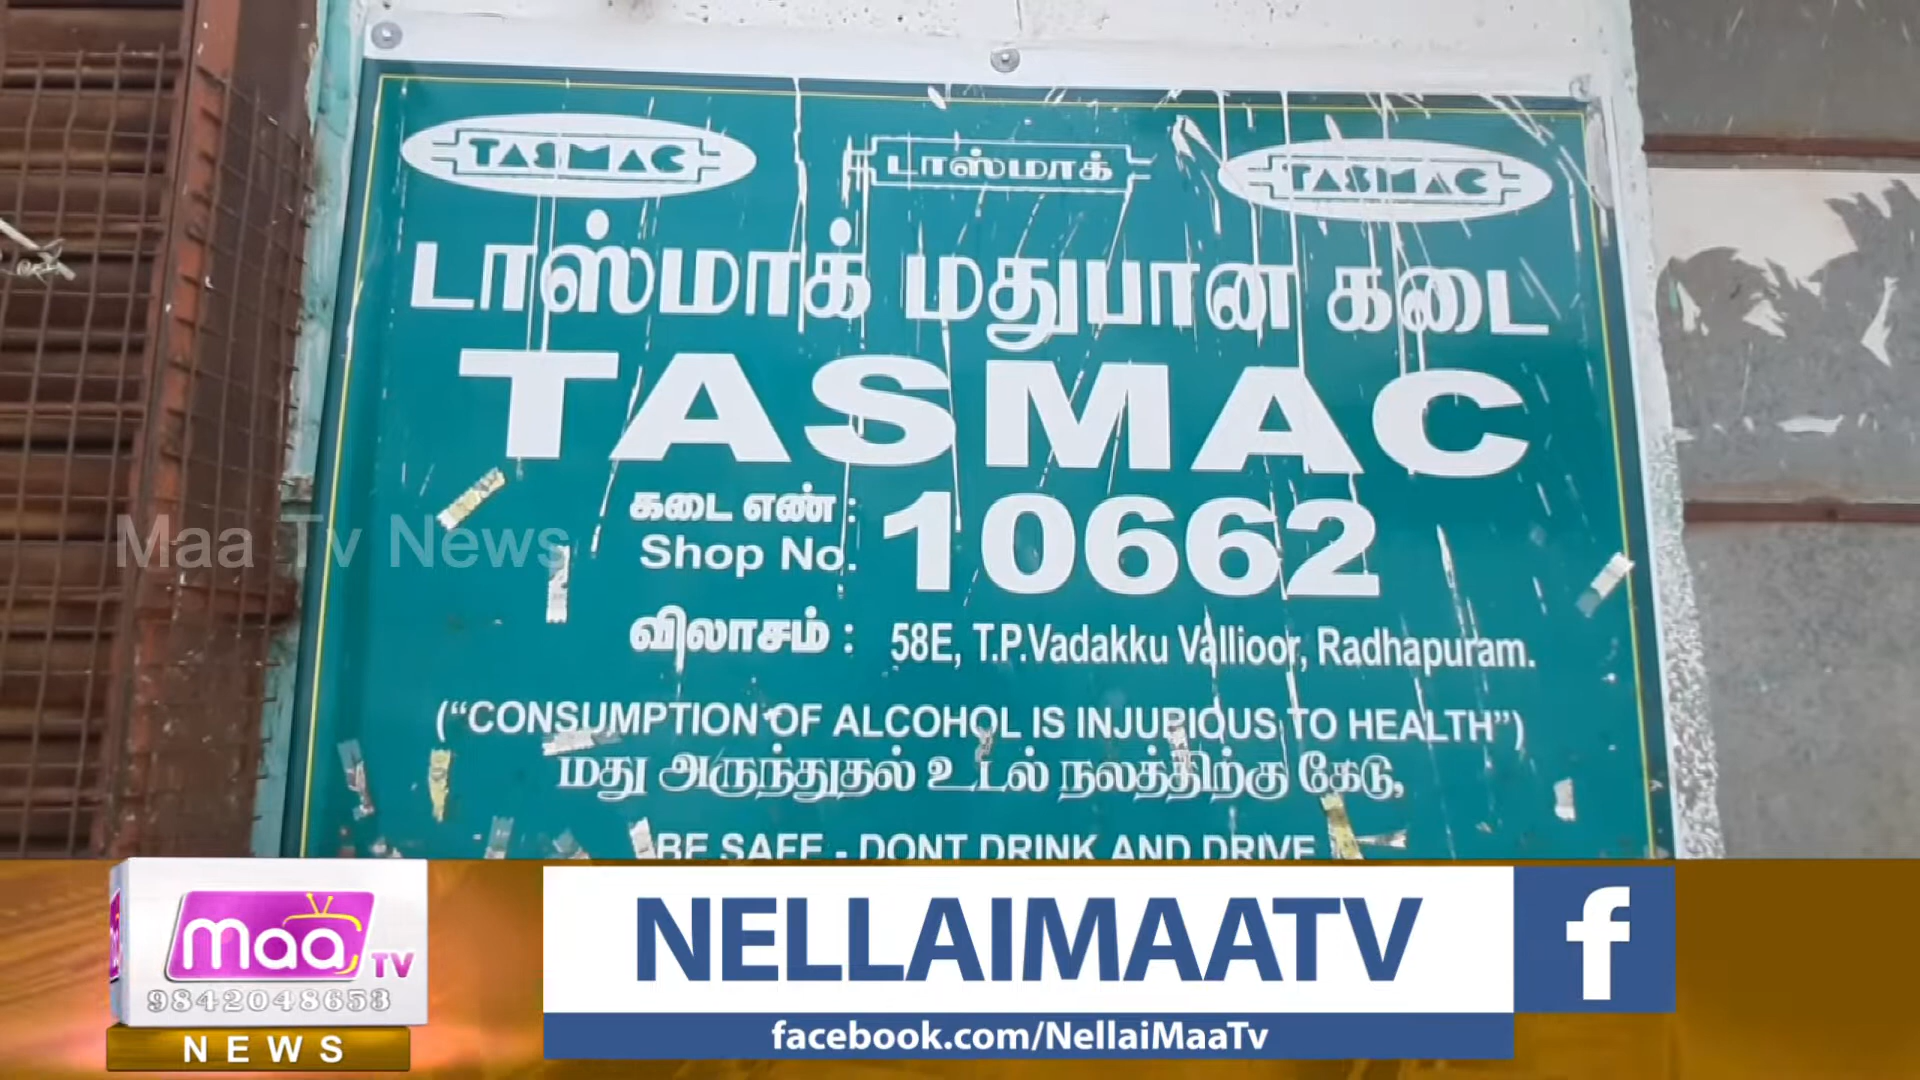 TASMAC டாஸ்மாக் TASMAC
டாஸ்மாக் மதுபான கடை
TASMAC
கடை எண் :
Shop No. 10662
விலாசம் : 58E, T.P.Vadakku Vallioor, Radhapuram.
("CONSUMPTION OF ALCOHOL IS INJURIOUS TO HEALTH")
மது அருந்துதல் உடல் நலத்திற்கு கேடு,
BE SAFE - DONT DRINK AND DRIVE
Maa Tv News
maa TV
9842048653
NEWS
NELLAIMAATV f
facebook.com/NellaiMaaTv